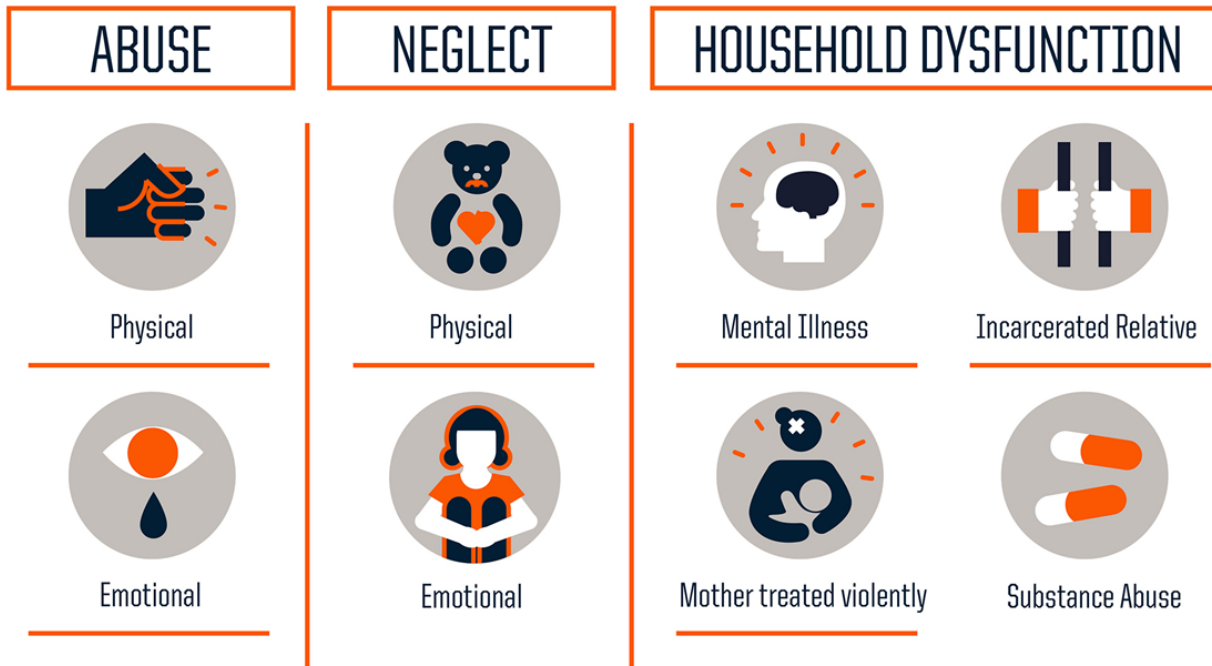 ABUSE
NEGLECT
HOUSEHOLD DYSFUNCTION
Physical
Physical
Mental Illness
Incarcerated Relative
Emotional
Emotional
Mother treated violently
Substance Abuse